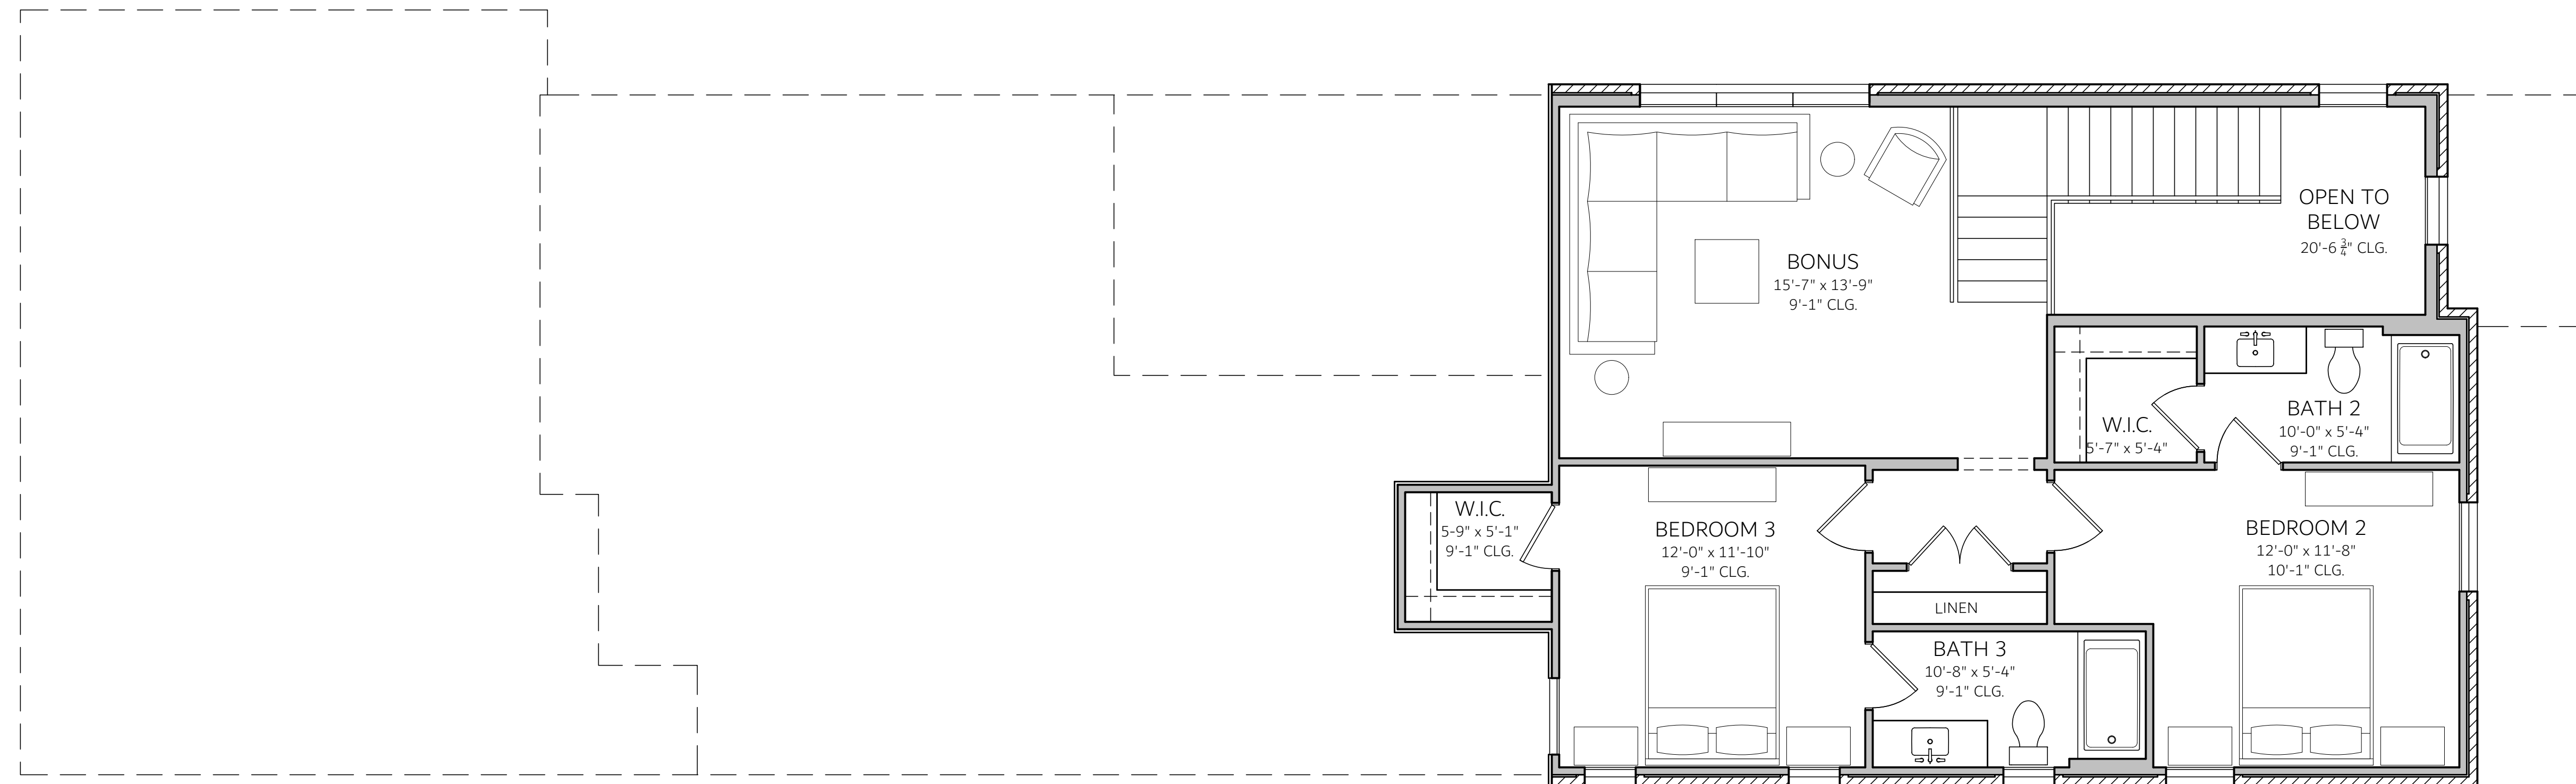 OPEN TO
BELOW
20'-6 3/4" CLG.
BONUS
15'-7" x 13'-9"
9'-1" CLG.
BATH 2
10'-0" x 5'-4"
9'-1" CLG.
W.I.C.
5'-7" x 5'-4"
W.I.C.
5-9" x 5'-1"
9'-1" CLG.
BEDROOM 3
12'-0" x 11'-10"
9'-1" CLG.
BEDROOM 2
12'-0" x 11'-8"
10'-1" CLG.
LINEN
BATH 3
10'-8" x 5'-4"
9'-1" CLG.